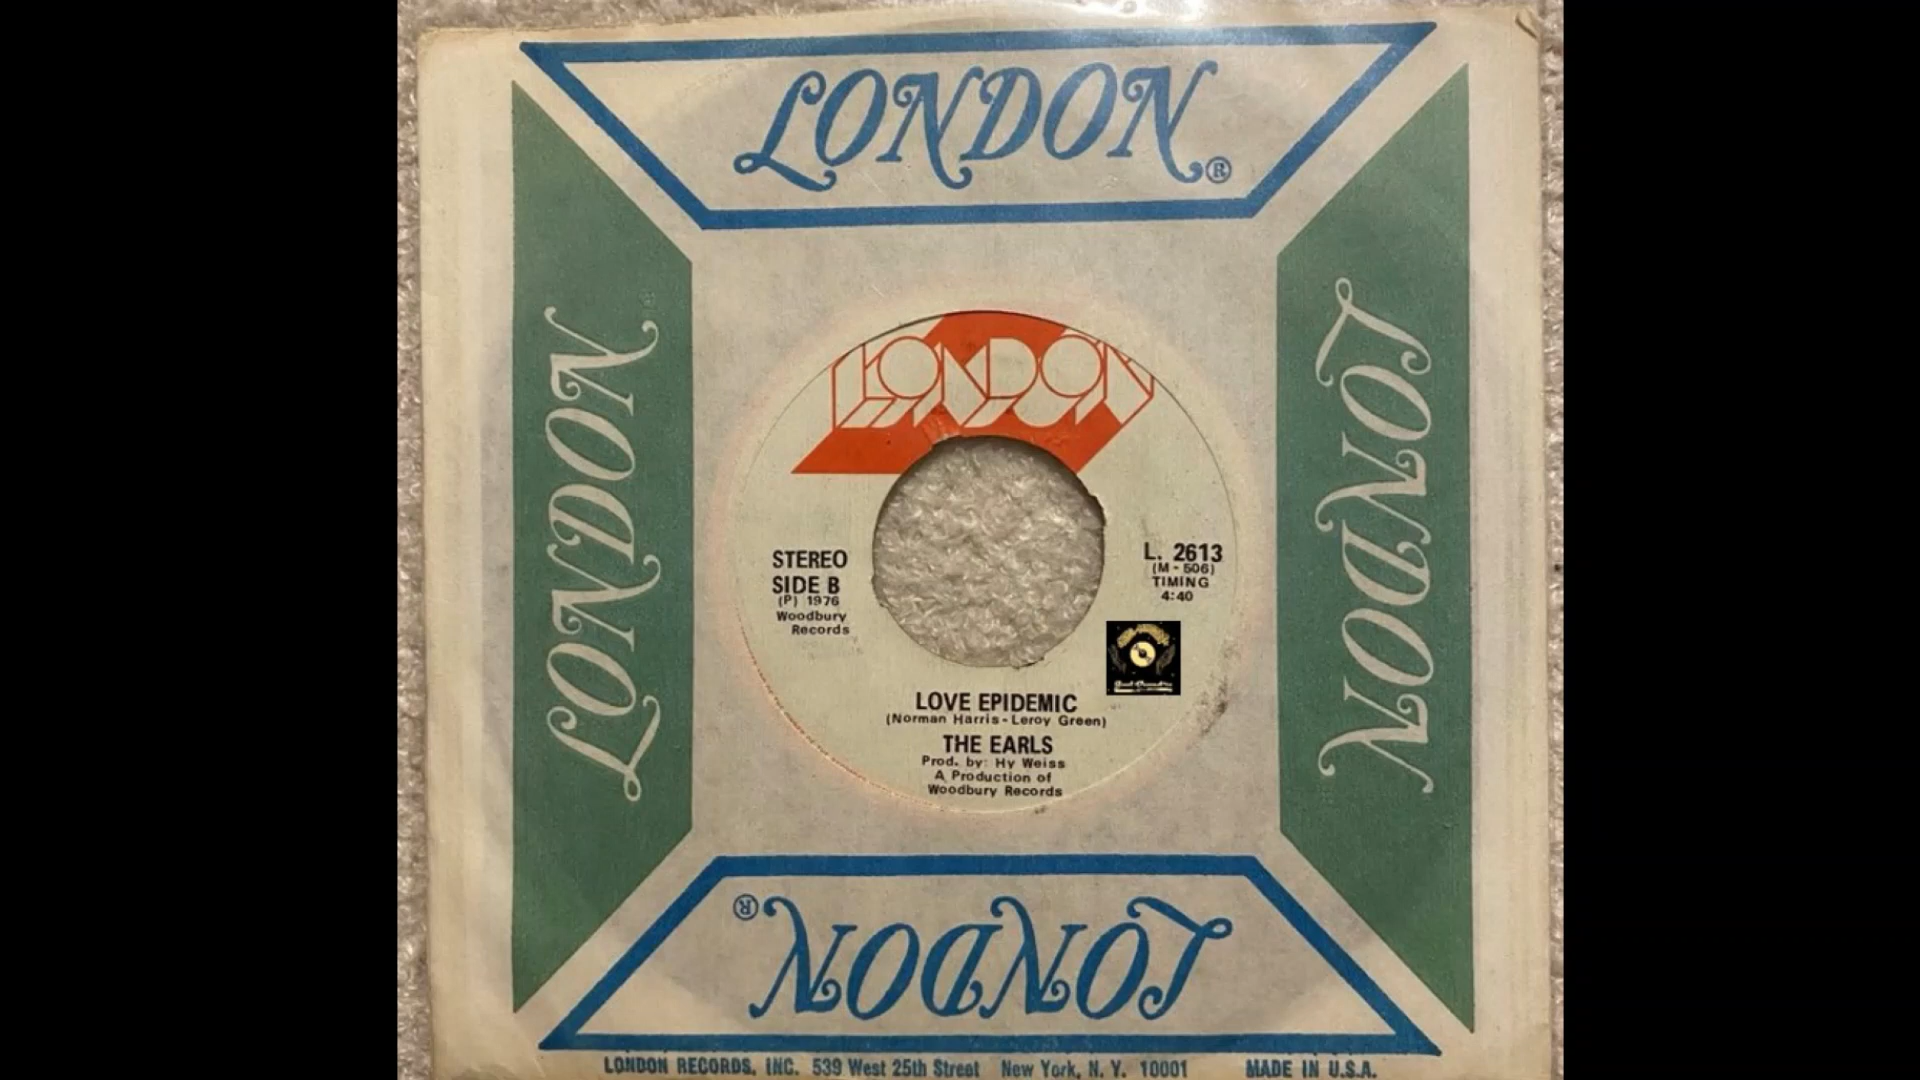 LONDON®
LONDON
LONDON
LONDON
STEREO
SIDE B
(P) 1976
Woodbury
Records
L. 2613
(M - 506)
TIMING
4:40
LOVE EPIDEMIC
(Norman Harris - Leroy Green)
THE EARLS
Prod. by: Hy Weiss
A Production of
Woodbury Records
LONDON®
LONDON RECORDS, INC. 539 West 25th Street New York, N. Y. 10001 MADE IN U.S.A.